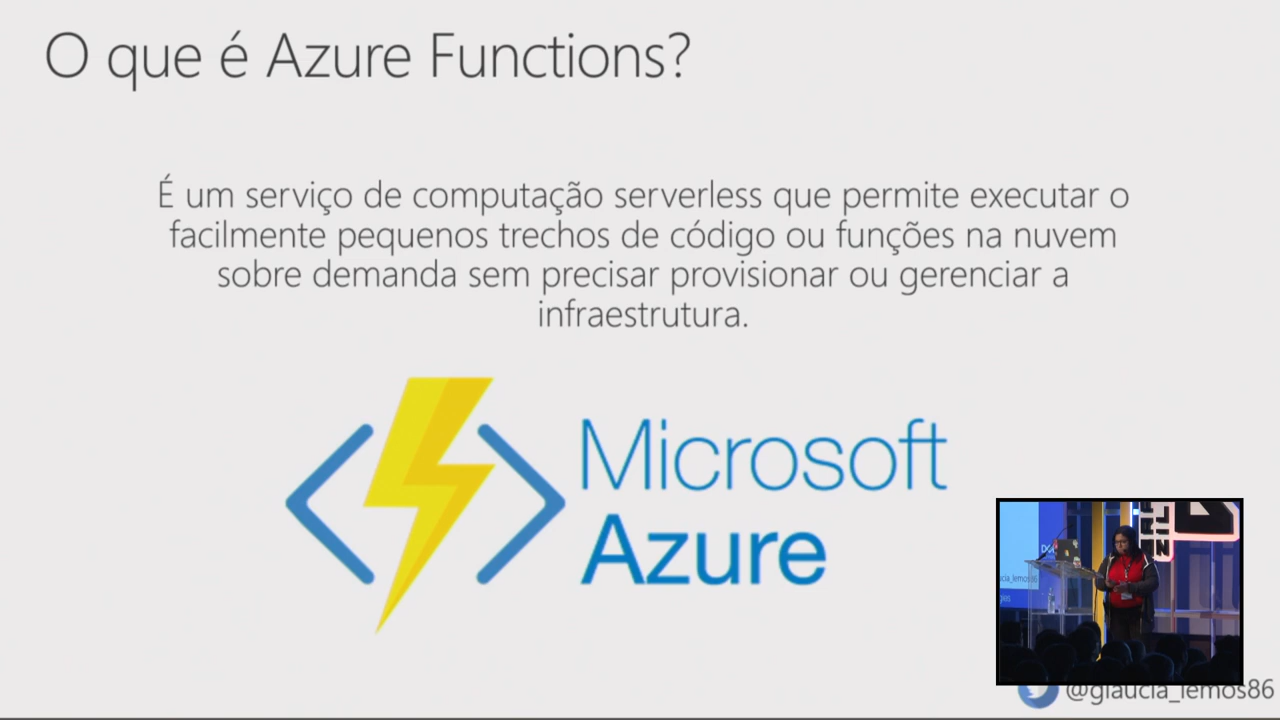 O que é Azure Functions?
É um serviço de computação serverless que permite executar o
facilmente pequenos trechos de código ou funções na nuvem
sobre demanda sem precisar provisionar ou gerenciar a
infraestrutura.
Microsoft
Azure
@glaucia_lemos86